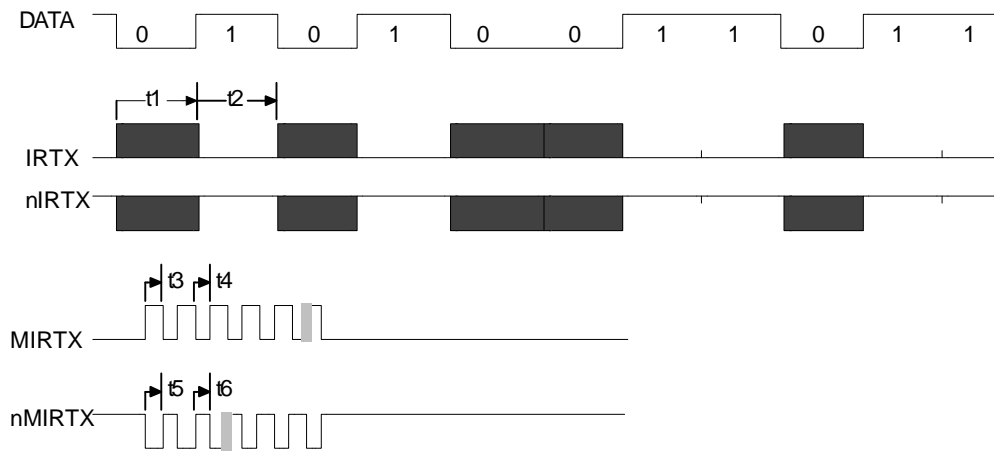 DATA 0 1 0 1 0 0 1 1 0 1 1
t1 t2
IRTX
nIRTX
t3 t4
MIRTX
t5 t6
nMIRTX